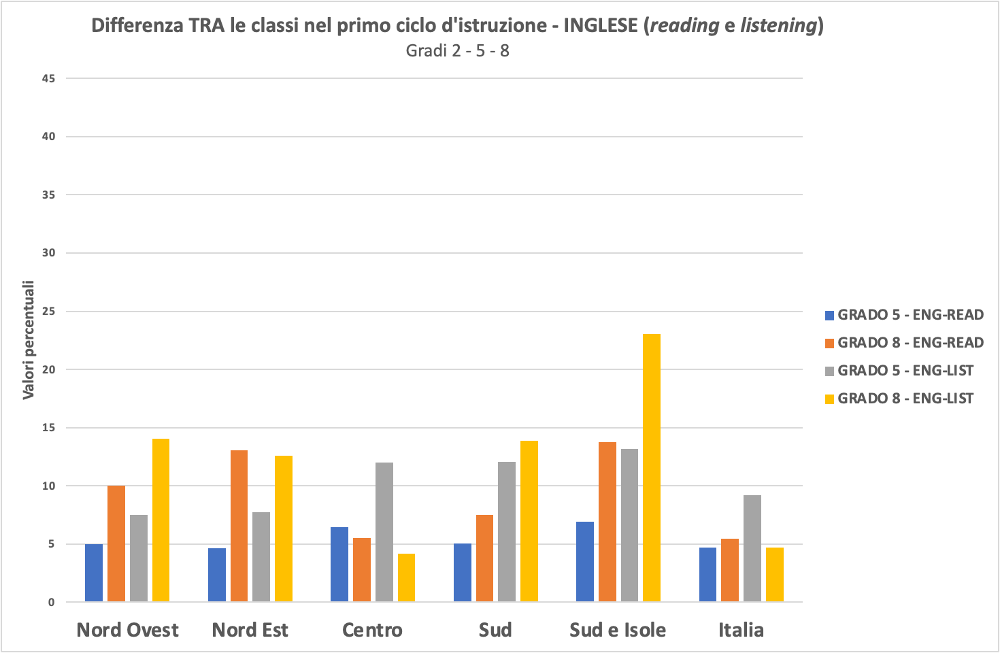 Differenza TRA le classi nel primo ciclo d'istruzione - INGLESE (reading e listening)
Gradi 2 - 5 - 8
Valori percentuali
45
40
35
30
25
20
15
10
5
0
Nord Ovest
Nord Est
Centro
Sud
Sud e Isole
Italia
GRADO 5 - ENG-READ
GRADO 8 - ENG-READ
GRADO 5 - ENG-LIST
GRADO 8 - ENG-LIST